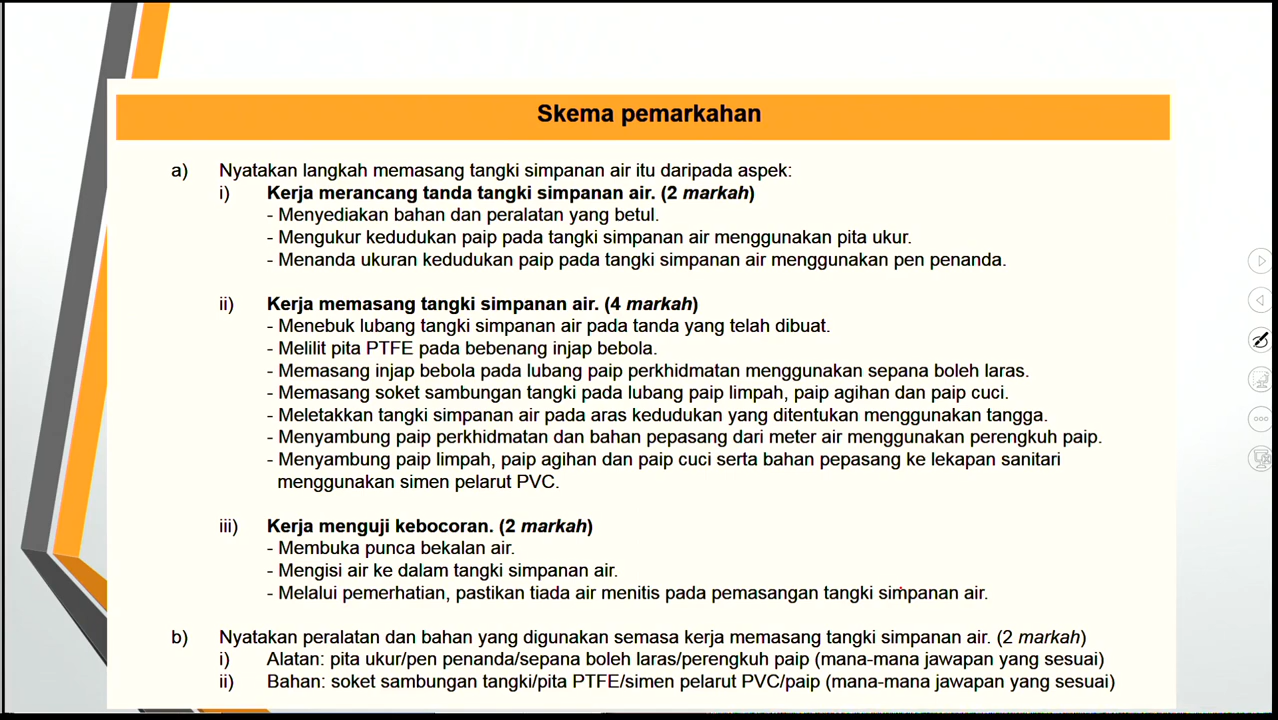 Skema pemarkahan
a) Nyatakan langkah memasang tangki simpanan air itu daripada aspek:
i) Kerja merancang tanda tangki simpanan air. (2 markah)
- Menyediakan bahan dan peralatan yang betul.
- Mengukur kedudukan paip pada tangki simpanan air menggunakan pita ukur.
- Menanda ukuran kedudukan paip pada tangki simpanan air menggunakan pen penanda.
ii) Kerja memasang tangki simpanan air. (4 markah)
- Menebuk lubang tangki simpanan air pada tanda yang telah dibuat.
- Melilit pita PTFE pada bebenang injap bebola.
- Memasang injap bebola pada lubang paip perkhidmatan menggunakan sepana boleh laras.
- Memasang soket sambungan tangki pada lubang paip limpah, paip agihan dan paip cuci.
- Meletakkan tangki simpanan air pada aras kedudukan yang ditentukan menggunakan tangga.
- Menyambung paip perkhidmatan dan bahan pepasang dari meter air menggunakan perengkuh paip.
- Menyambung paip limpah, paip agihan dan paip cuci serta bahan pepasang ke lekapan sanitari
menggunakan simen pelarut PVC.
iii) Kerja menguji kebocoran. (2 markah)
- Membuka punca bekalan air.
- Mengisi air ke dalam tangki simpanan air.
- Melalui pemerhatian, pastikan tiada air menitis pada pemasangan tangki simpanan air.
b) Nyatakan peralatan dan bahan yang digunakan semasa kerja memasang tangki simpanan air. (2 markah)
i) Alatan: pita ukur/pen penanda/sepana boleh laras/perengkuh paip (mana-mana jawapan yang sesuai)
ii) Bahan: soket sambungan tangki/pita PTFE/simen pelarut PVC/paip (mana-mana jawapan yang sesuai)